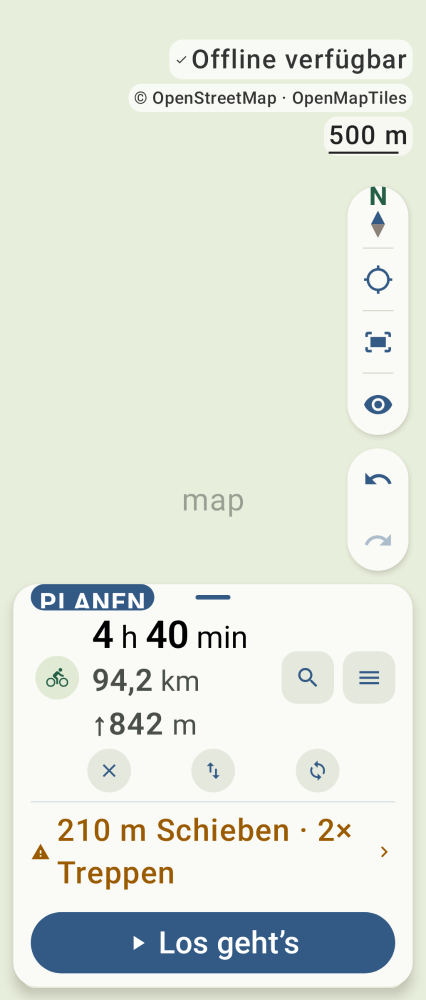 Offline verfügbar
© OpenStreetMap · OpenMapTiles
500 m
N
map
PLANEN
4 h 40 min
94,2 km
↑842 m
210 m Schieben · 2×
Treppen
Los geht’s